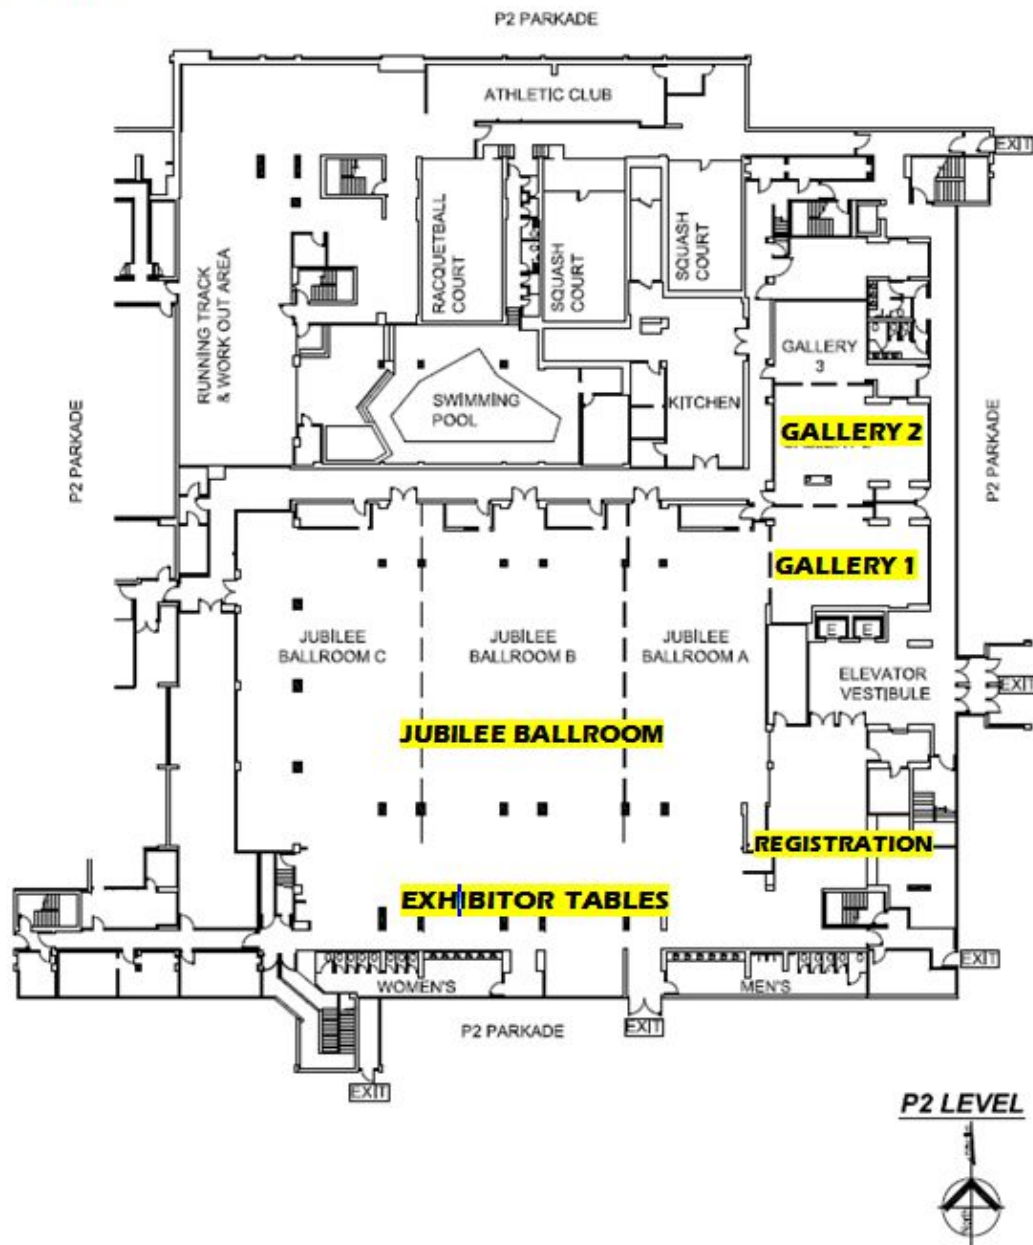 P2 PARKADE
ATHLETIC CLUB
EXIT
RUNNING TRACK
& WORK OUT AREA
RACQUETBALL
COURT
SQUASH
COURT
SQUASH
COURT
GALLERY
3
SWIMMING
POOL
KITCHEN
GALLERY 2
P2 PARKADE
P2 PARKADE
GALLERY 1
JUBILEE
BALLROOM C
JUBILEE
BALLROOM B
JUBILEE
BALLROOM A
E E
ELEVATOR
VESTIBULE
EXIT
JUBILEE BALLROOM
REGISTRATION
EXHIBITOR TABLES
WOMEN'S
MEN'S
EXIT
P2 PARKADE
EXIT
EXIT
P2 LEVEL
North